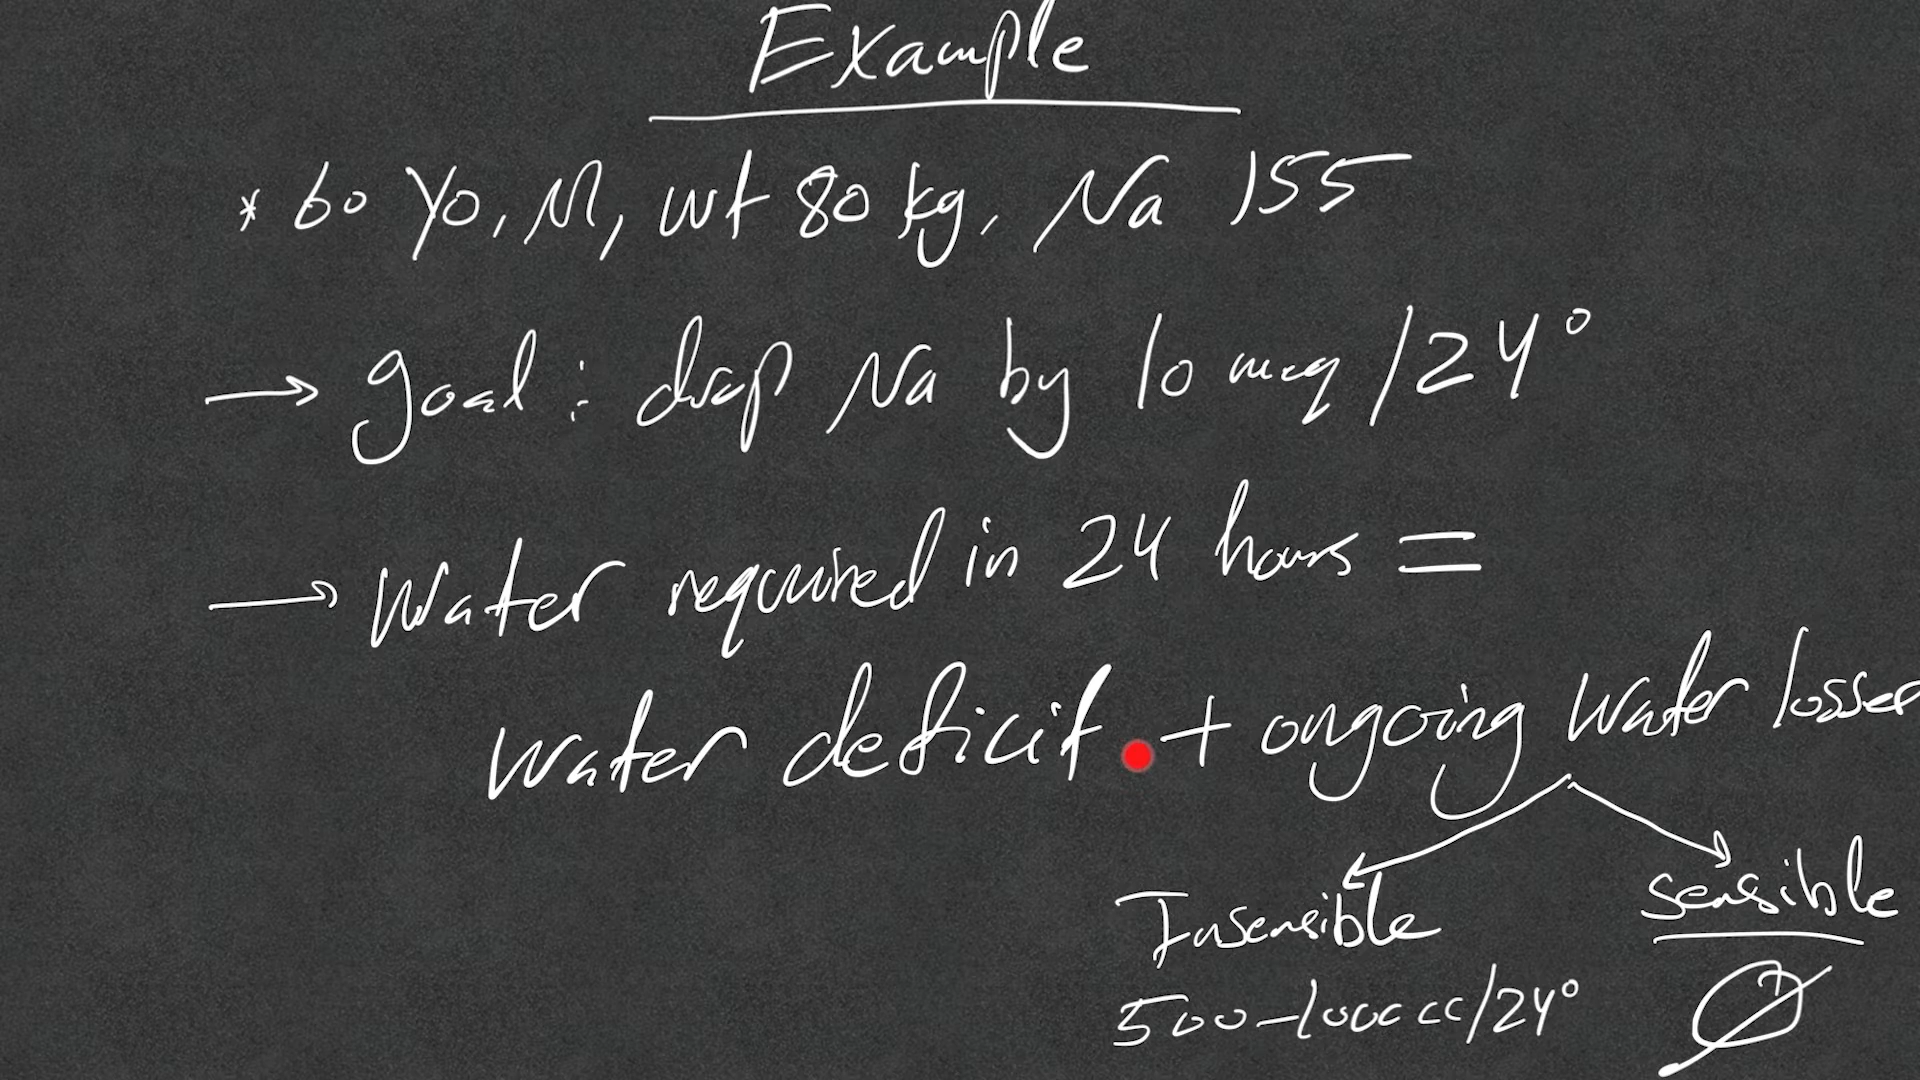 Example
* 60 YO, M, wt 80 kg, Na 155
→ goal: drop Na by 10 meq/24°
→ Water required in 24 hours =
water deficit + ongoing water losses
Insensible
sensible
500-1000 cc/24°
∅